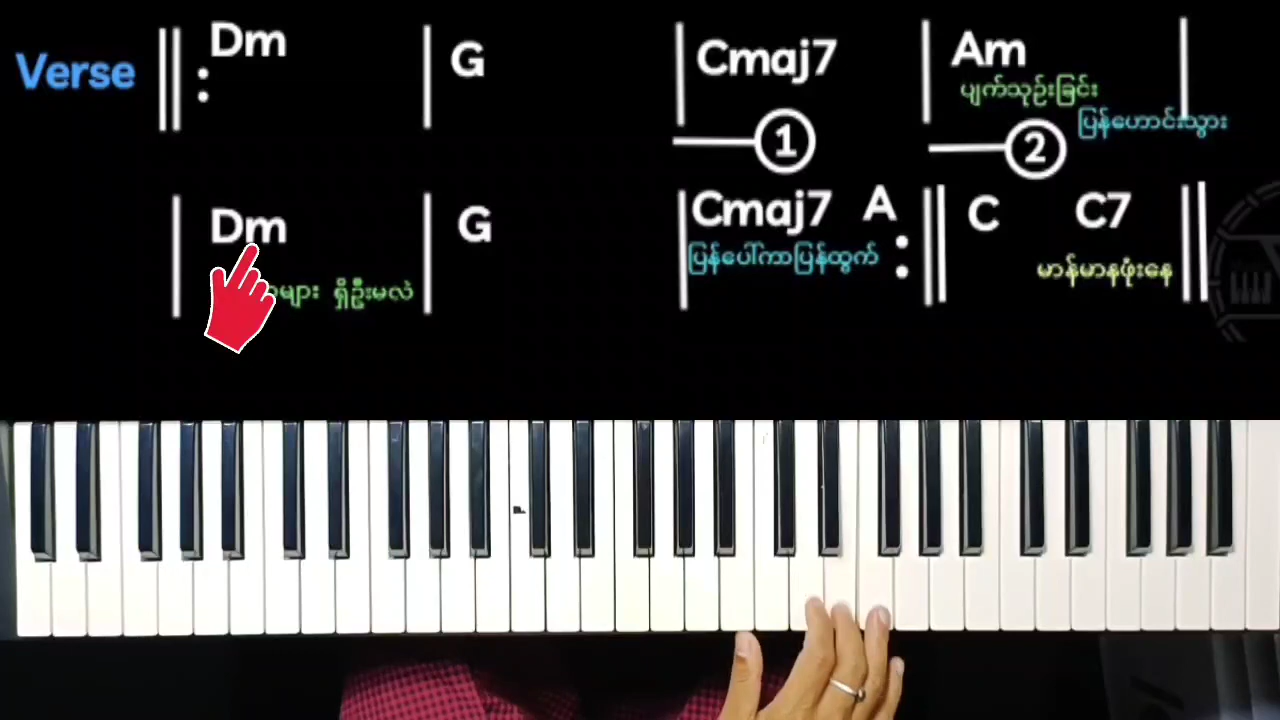 Verse Dm G Cmaj7 Am
ပျက်သုဉ်းခြင်း
ပြန်ဟောင်းသွား
1 2
Dm G Cmaj7 A C C7
ပြန်ပေါ်ကာပြန်ထွက် မာန်မာနဖုံးနေ
များ ရှိဦးမလဲ